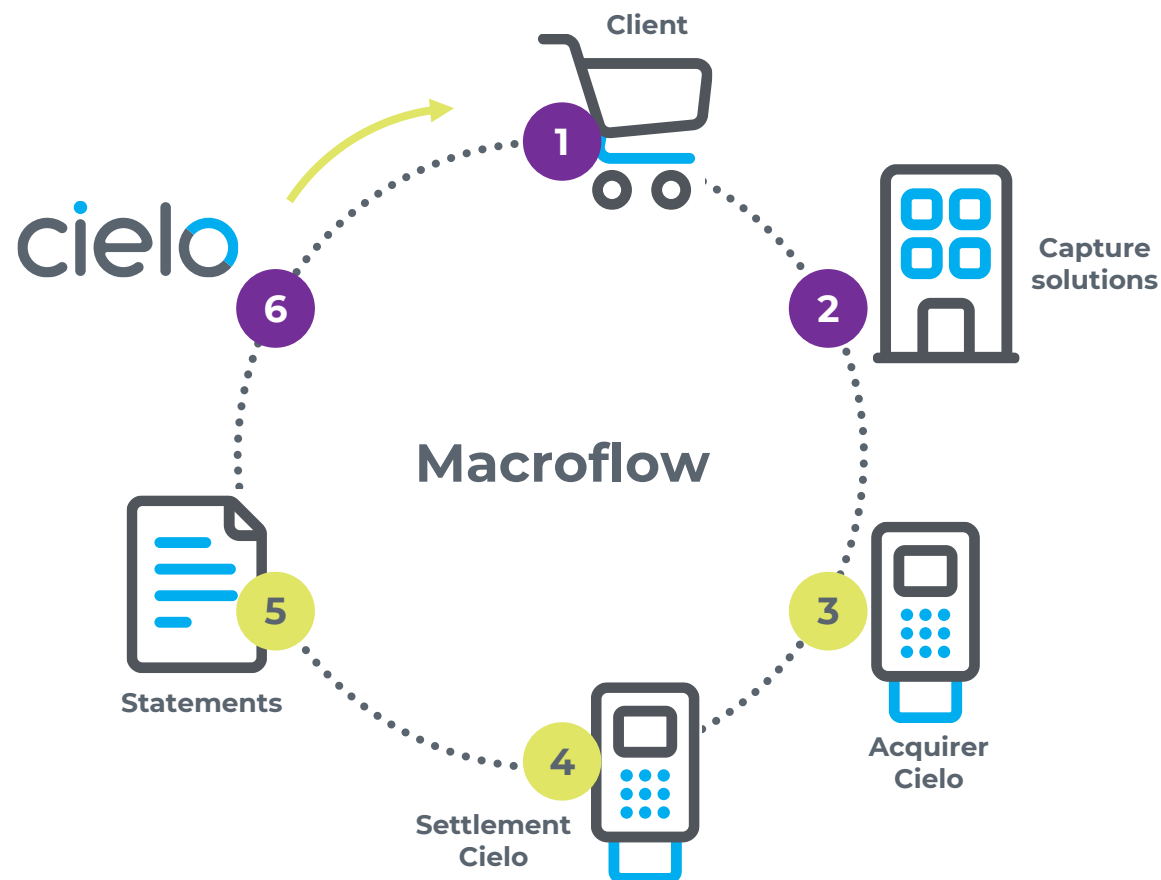 Client
1
cielo
Capture
solutions
6
2
Macroflow
5
3
Statements
Acquirer
Cielo
4
Settlement
Cielo